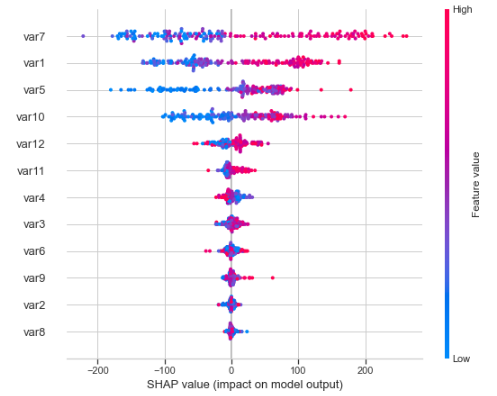 High
var7
var1
var5
var10
var12
var11
var4
var3
var6
var9
var2
var8
Feature value
Low
−200
−100
0
100
200
SHAP value (impact on model output)